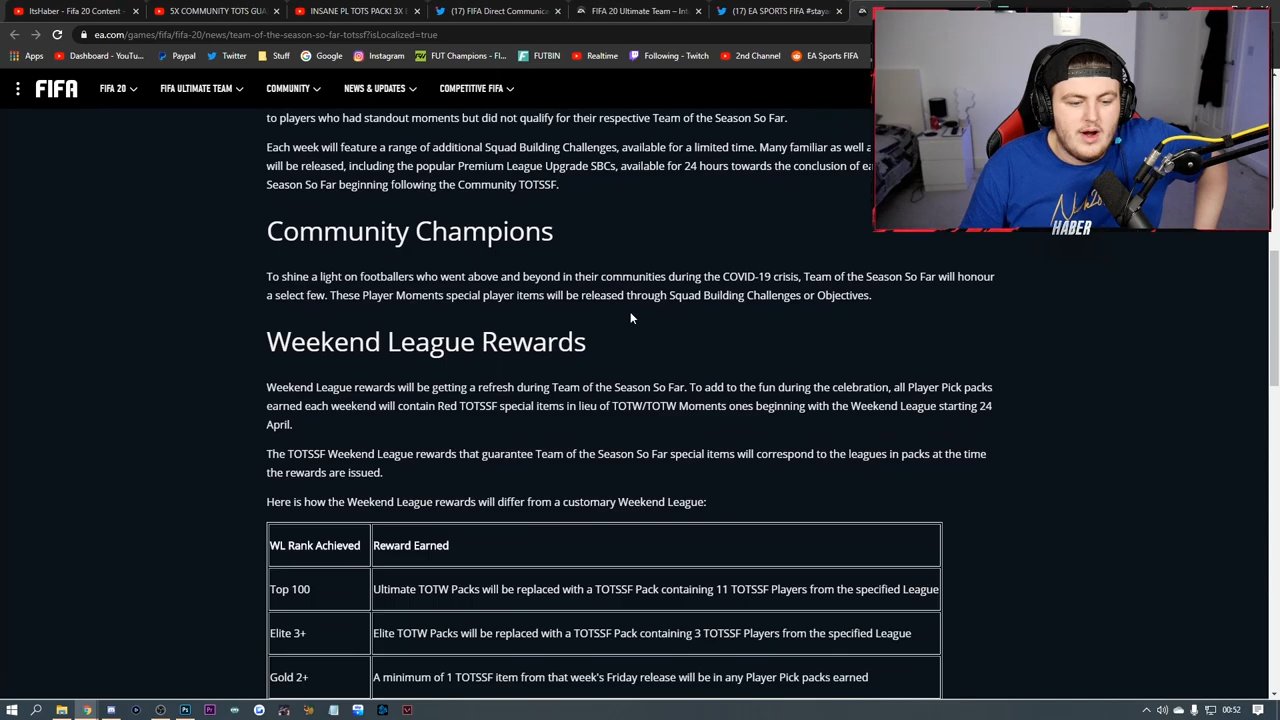 ItsHaber - Fifa 20 Content
5X COMMUNITY TOTS GUA
INSANE PL TOTS PACK! 3X
(17) FIFA Direct Communic
FIFA 20 Ultimate Team – Int
(17) EA SPORTS FIFA #stay
ea.com/games/fifa/fifa-20/news/team-of-the-season-so-far-totssf?isLocalized=true
Apps
Dashboard - YouTube...
Paypal
Twitter
Stuff
Google
Instagram
FUT Champions - Fi...
FUTBIN
Realtime
Following - Twitch
2nd Channel
EA Sports FIFA
FIFA
FIFA 20
FIFA ULTIMATE TEAM
COMMUNITY
NEWS & UPDATES
COMPETITIVE FIFA
to players who had standout moments but did not qualify for their respective Team of the Season So Far.
Each week will feature a range of additional Squad Building Challenges, available for a limited time. Many familiar as well a
will be released, including the popular Premium League Upgrade SBCs, available for 24 hours towards the conclusion of ea
Season So Far beginning following the Community TOTSSF.
HABER
Community Champions
To shine a light on footballers who went above and beyond in their communities during the COVID-19 crisis, Team of the Season So Far will honour
a select few. These Player Moments special player items will be released through Squad Building Challenges or Objectives.
Weekend League Rewards
Weekend League rewards will be getting a refresh during Team of the Season So Far. To add to the fun during the celebration, all Player Pick packs
earned each weekend will contain Red TOTSSF special items in lieu of TOTW/TOTW Moments ones beginning with the Weekend League starting 24
April.
The TOTSSF Weekend League rewards that guarantee Team of the Season So Far special items will correspond to the leagues in packs at the time
the rewards are issued.
Here is how the Weekend League rewards will differ from a customary Weekend League:
WL Rank Achieved
Reward Earned
Top 100
Ultimate TOTW Packs will be replaced with a TOTSSF Pack containing 11 TOTSSF Players from the specified League
Elite 3+
Elite TOTW Packs will be replaced with a TOTSSF Pack containing 3 TOTSSF Players from the specified League
Gold 2+
A minimum of 1 TOTSSF item from that week's Friday release will be in any Player Pick packs earned
00:52